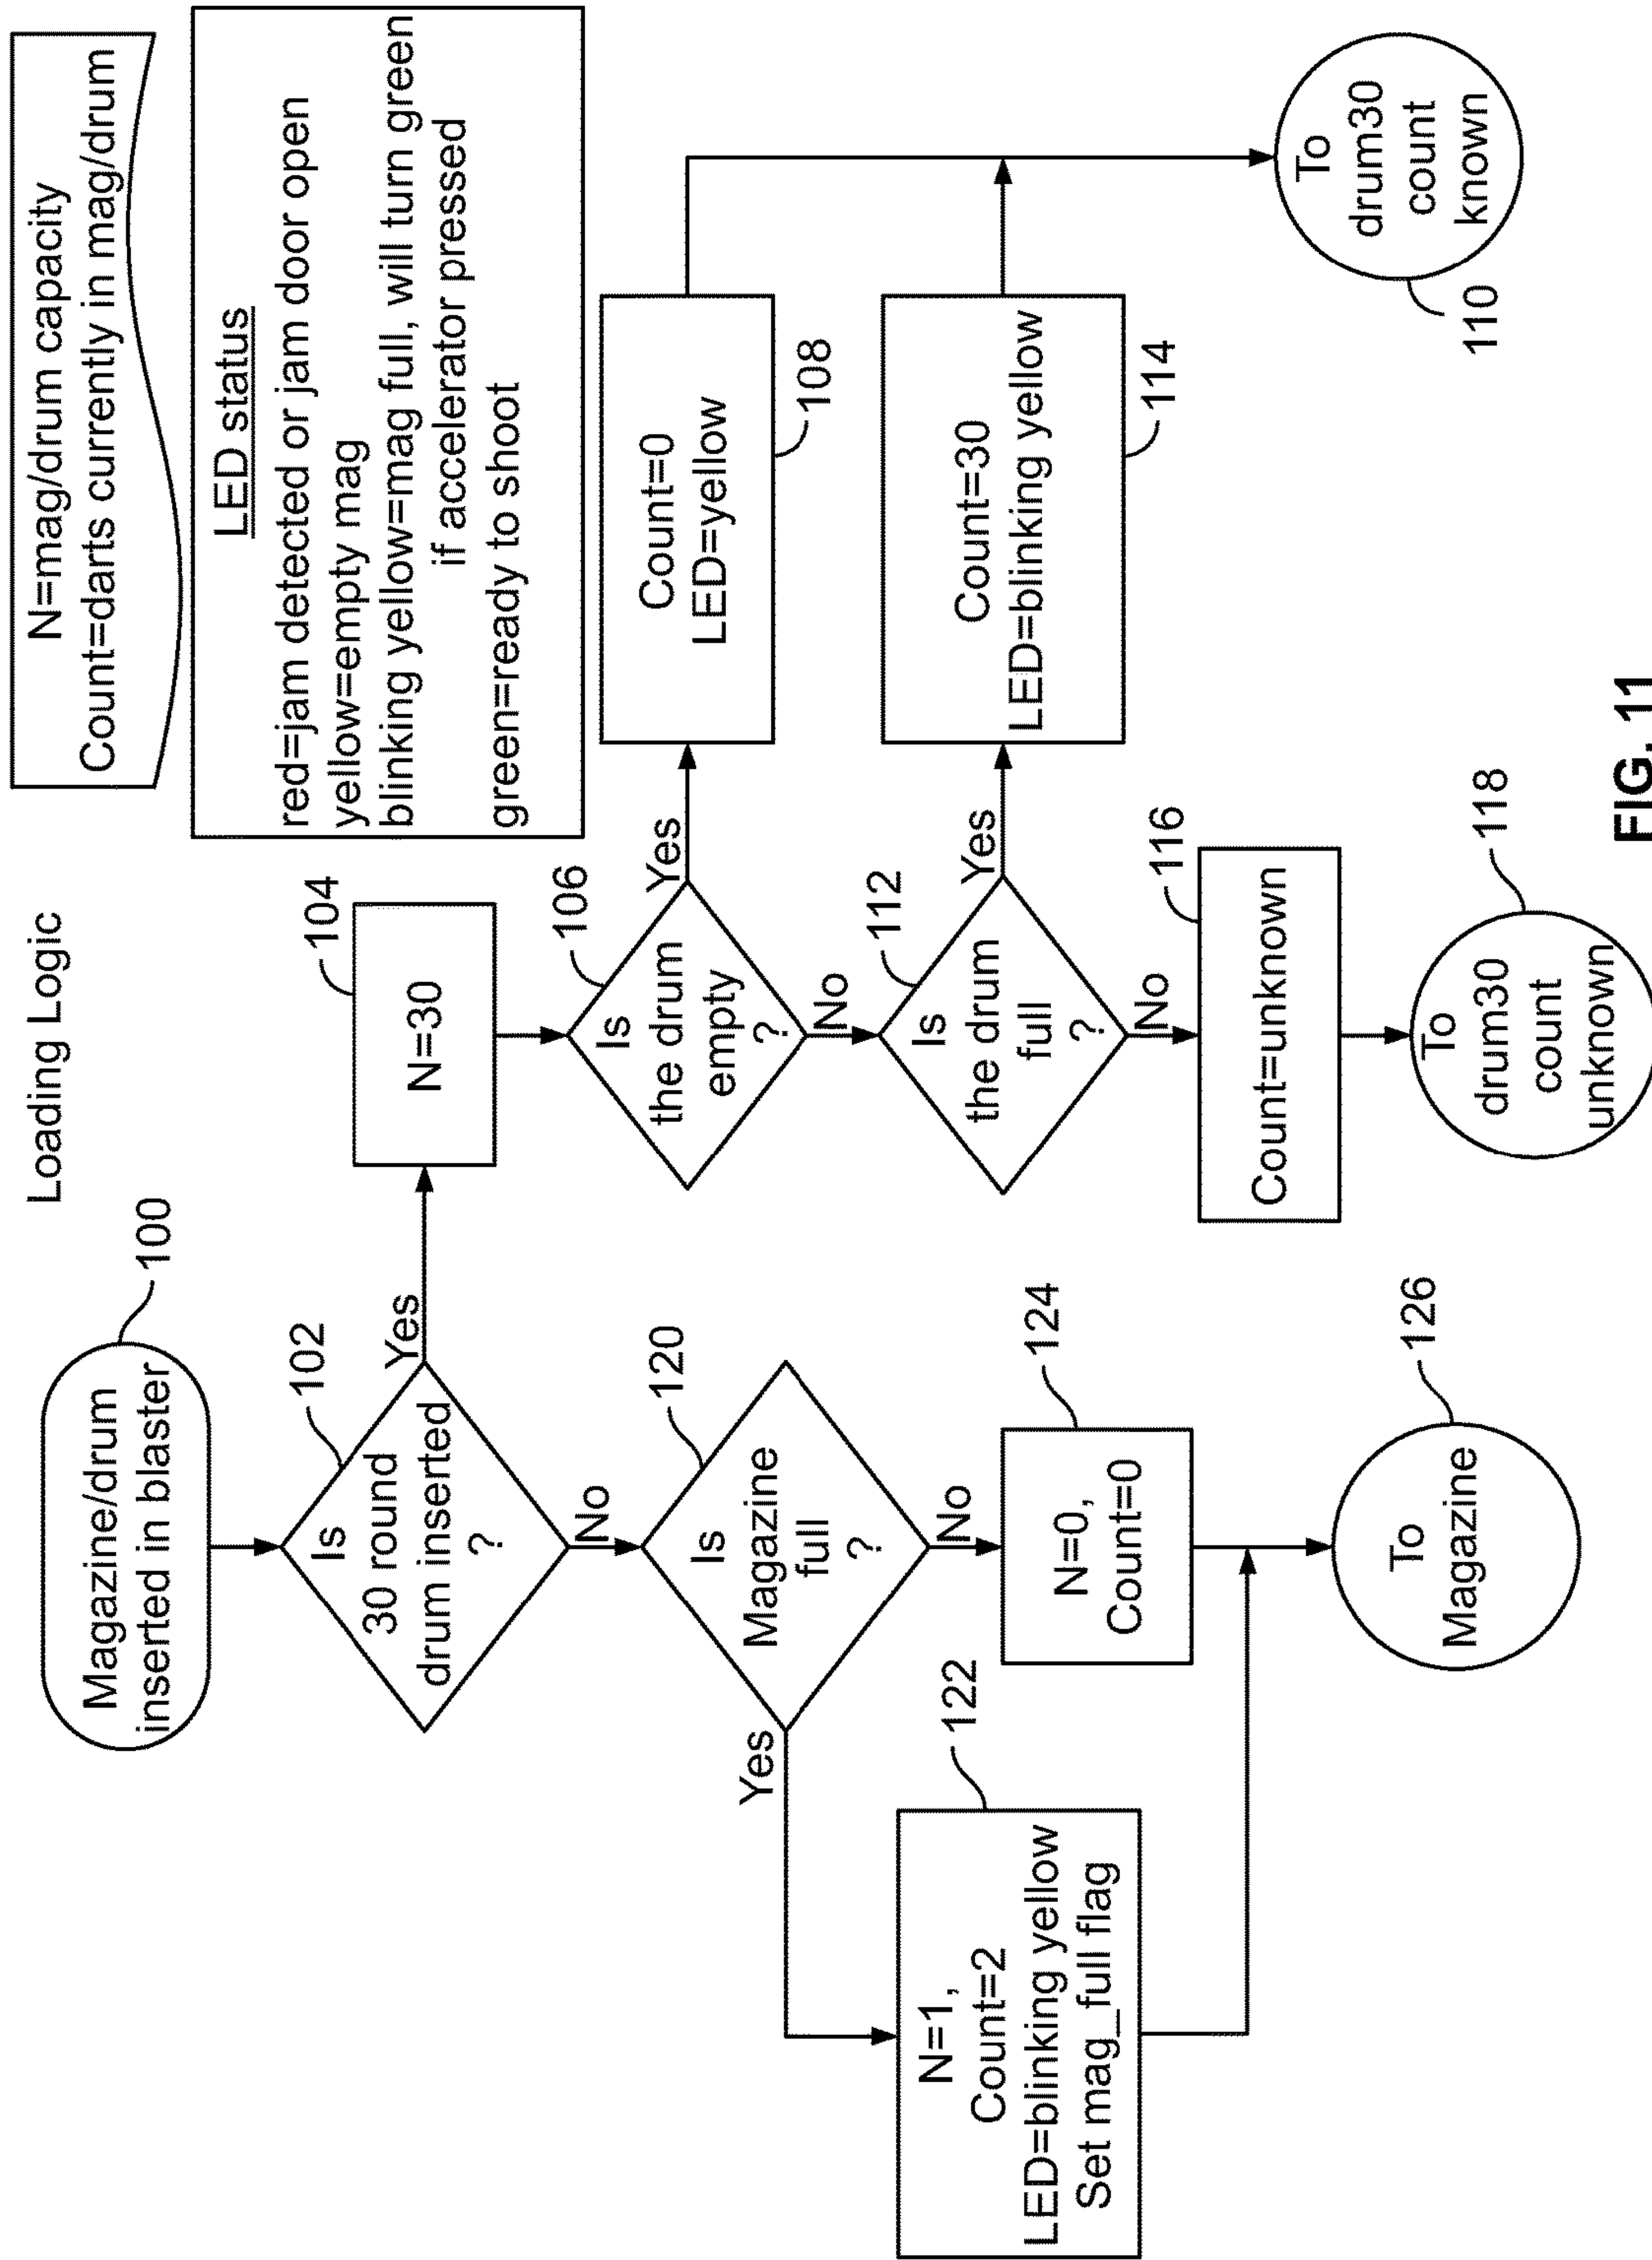 Loading Logic
N=mag/drum capacity
Count=darts currently in mag/drum
LED status
red=jam detected or jam door open
yellow=empty mag
blinking yellow=mag full, will turn green
if accelerator pressed
green=ready to shoot
Magazine/drum
inserted in blaster
100
Is
30 round
drum inserted
?
102
Yes
No
N=30
104
Is
the drum
empty
?
106
Yes
No
Count=0
LED=yellow
108
To
drum30
count
known
110
Is
the drum
full
?
112
Yes
No
Count=30
LED=blinking yellow
114
Count=unknown
116
To
drum30
count
unknown
118
Is
Magazine
full
?
120
Yes
No
N=1,
Count=2
LED=blinking yellow
Set mag_full flag
122
N=0,
Count=0
124
To
Magazine
126
FIG. 11